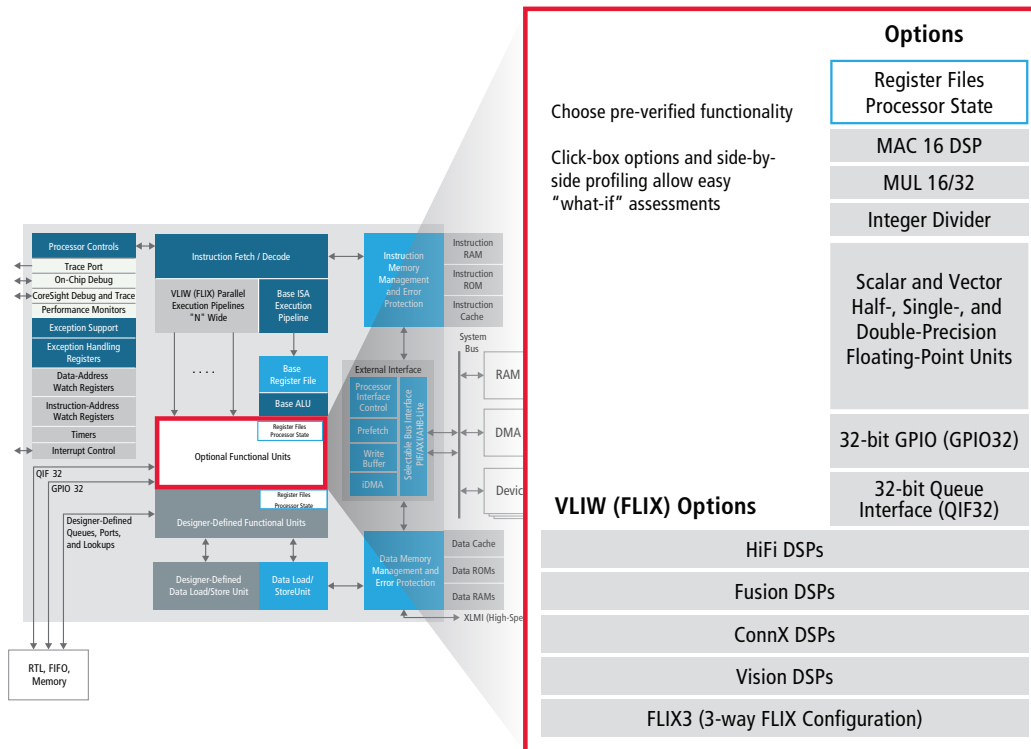 Options
Register Files
Processor State
Choose pre-verified functionality
MAC 16 DSP
Click-box options and side-by-
side profiling allow easy
“what-if” assessments
MUL 16/32
Integer Divider
Scalar and Vector
Half-, Single-, and
Double-Precision
Floating-Point Units
32-bit GPIO (GPIO32)
32-bit Queue
Interface (QIF32)
VLIW (FLIX) Options
HiFi DSPs
Fusion DSPs
ConnX DSPs
Vision DSPs
FLIX3 (3-way FLIX Configuration)
Processor Controls
Trace Port
On-Chip Debug
CoreSight Debug and Trace
Performance Monitors
Exception Support
Exception Handling
Registers
Data-Address
Watch Registers
Instruction-Address
Watch Registers
Timers
Interrupt Control
QIF 32
GPIO 32
Designer-Defined
Queues, Ports,
and Lookups
RTL, FIFO,
Memory
Instruction Fetch / Decode
VLIW (FLIX) Parallel
Execution Pipelines
"N" Wide
Base ISA
Execution
Pipeline
. . . .
Base
Register File
Base ALU
Register Files
Processor State
Optional Functional Units
Register Files
Processor State
Designer-Defined Functional Units
Designer-Defined
Data Load/Store Unit
Data Load/
StoreUnit
Instruction
Memory
Management
and Error
Protection
Instruction
RAM
Instruction
ROM
Instruction
Cache
System
Bus
External Interface
Processor
Interface
Control
Prefetch
Write
Buffer
iDMA
Selectable Bus Interface
PIF/AXI/AHB-Lite
RAM
DMA
Devic
Data Memory
Management and
Error Protection
Data Cache
Data ROMs
Data RAMs
XLMI (High-Spe